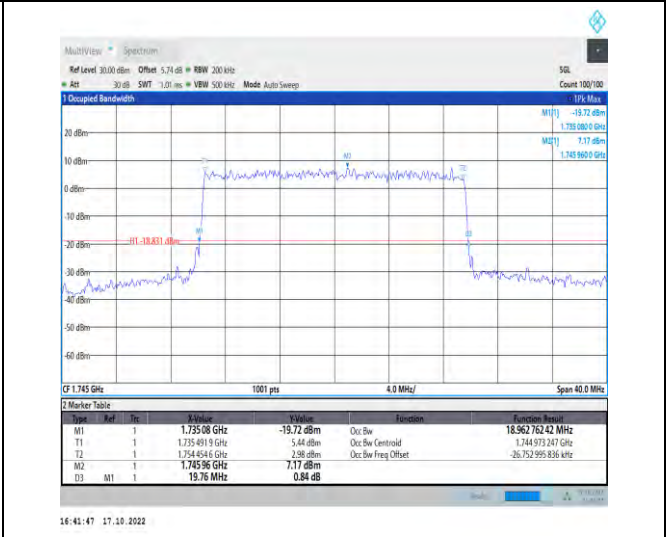 MultiView Spectrum
Ref Level 30.00 dBm Offset 5.74 dB RBW 200 kHz SGL
Att 30 dB SWT 1.01 ms VBW 500 kHz Mode Auto Sweep Count 100/100
1 Occupied Bandwidth 1Pk Max
M1[1] -19.72 dBm
1.735 080 0 GHz
M2[1] 7.17 dBm
1.745 960 0 GHz
20 dBm
M2
10 dBm
0 dBm
-10 dBm
-20 dBm
H1 -18.831 dBm
-30 dBm
-40 dBm
-50 dBm
-60 dBm
CF 1.745 GHz 1001 pts 4.0 MHz/ Span 40.0 MHz
2 Marker Table
Type Ref Trc X-Value Y-Value Function Function Result
M1 1 1.73508 GHz -19.72 dBm Occ Bw 18.962 762 42 MHz
T1 1 1.735 491 9 GHz 5.44 dBm Occ Bw Centroid 1.744 973 247 GHz
T2 1 1.754 454 6 GHz 2.98 dBm Occ Bw Freq Offset -26.752 995 836 kHz
M2 1 1.74596 GHz 7.17 dBm
D3 M1 1 19.76 MHz 0.84 dB
16:41:47 17.10.2022